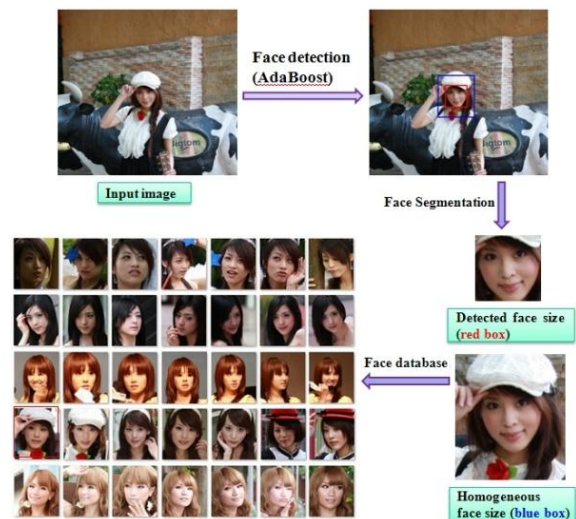 Face detection
(AdaBoost)
Input image
Face Segmentation
Detected face size
(red box)
Face database
Homogeneous
face size (blue box)